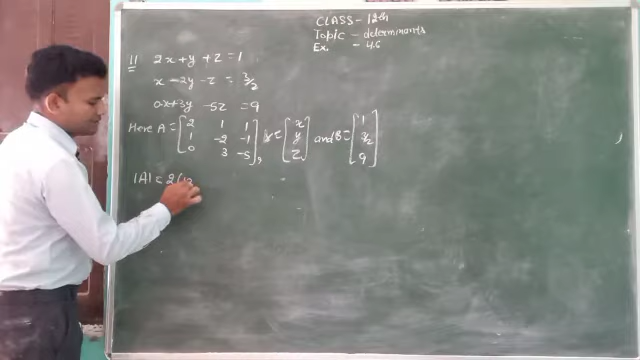 CLASS - 12th
Topic - determinants
Ex. - 4.6
11 2x + y + z = 1
x - 2y - z = 3/2
0x + 3y - 5z = 9
Here A = [2 1 1, 1 -2 -1, 0 3 -5], X = [x y z] and B = [1 3/2 9]
|A| = 2(10